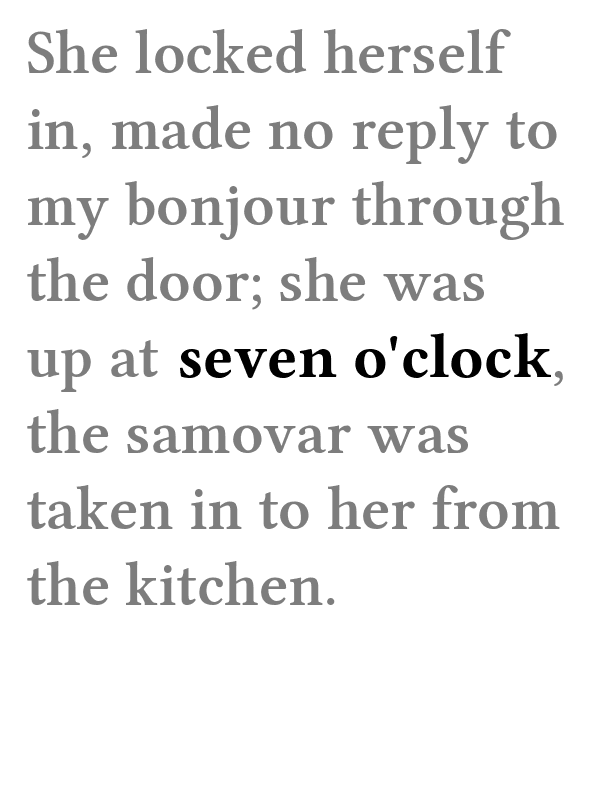 She locked herself
in, made no reply to
my bonjour through
the door; she was
up at seven o'clock,
the samovar was
taken in to her from
the kitchen.